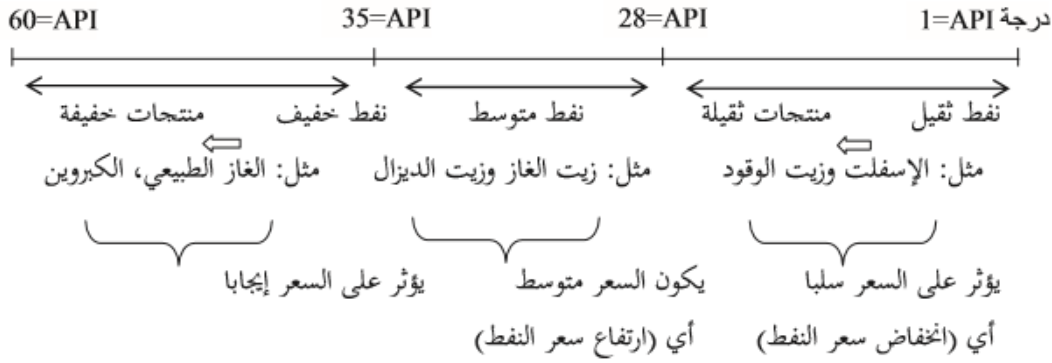 درجة API=1 API=28 API=35 API=60
نفط ثقيل منتجات ثقيلة نفط متوسط نفط خفيف منتجات خفيفة
مثل: الإسفلت وزيت الوقود مثل: زيت الغاز وزيت الديزال مثل: الغاز الطبيعي، الكبروين
يؤثر على السعر سلبا يكون السعر متوسط يؤثر على السعر إيجابا
أي (انخفاض سعر النفط) أي (ارتفاع سعر النفط)